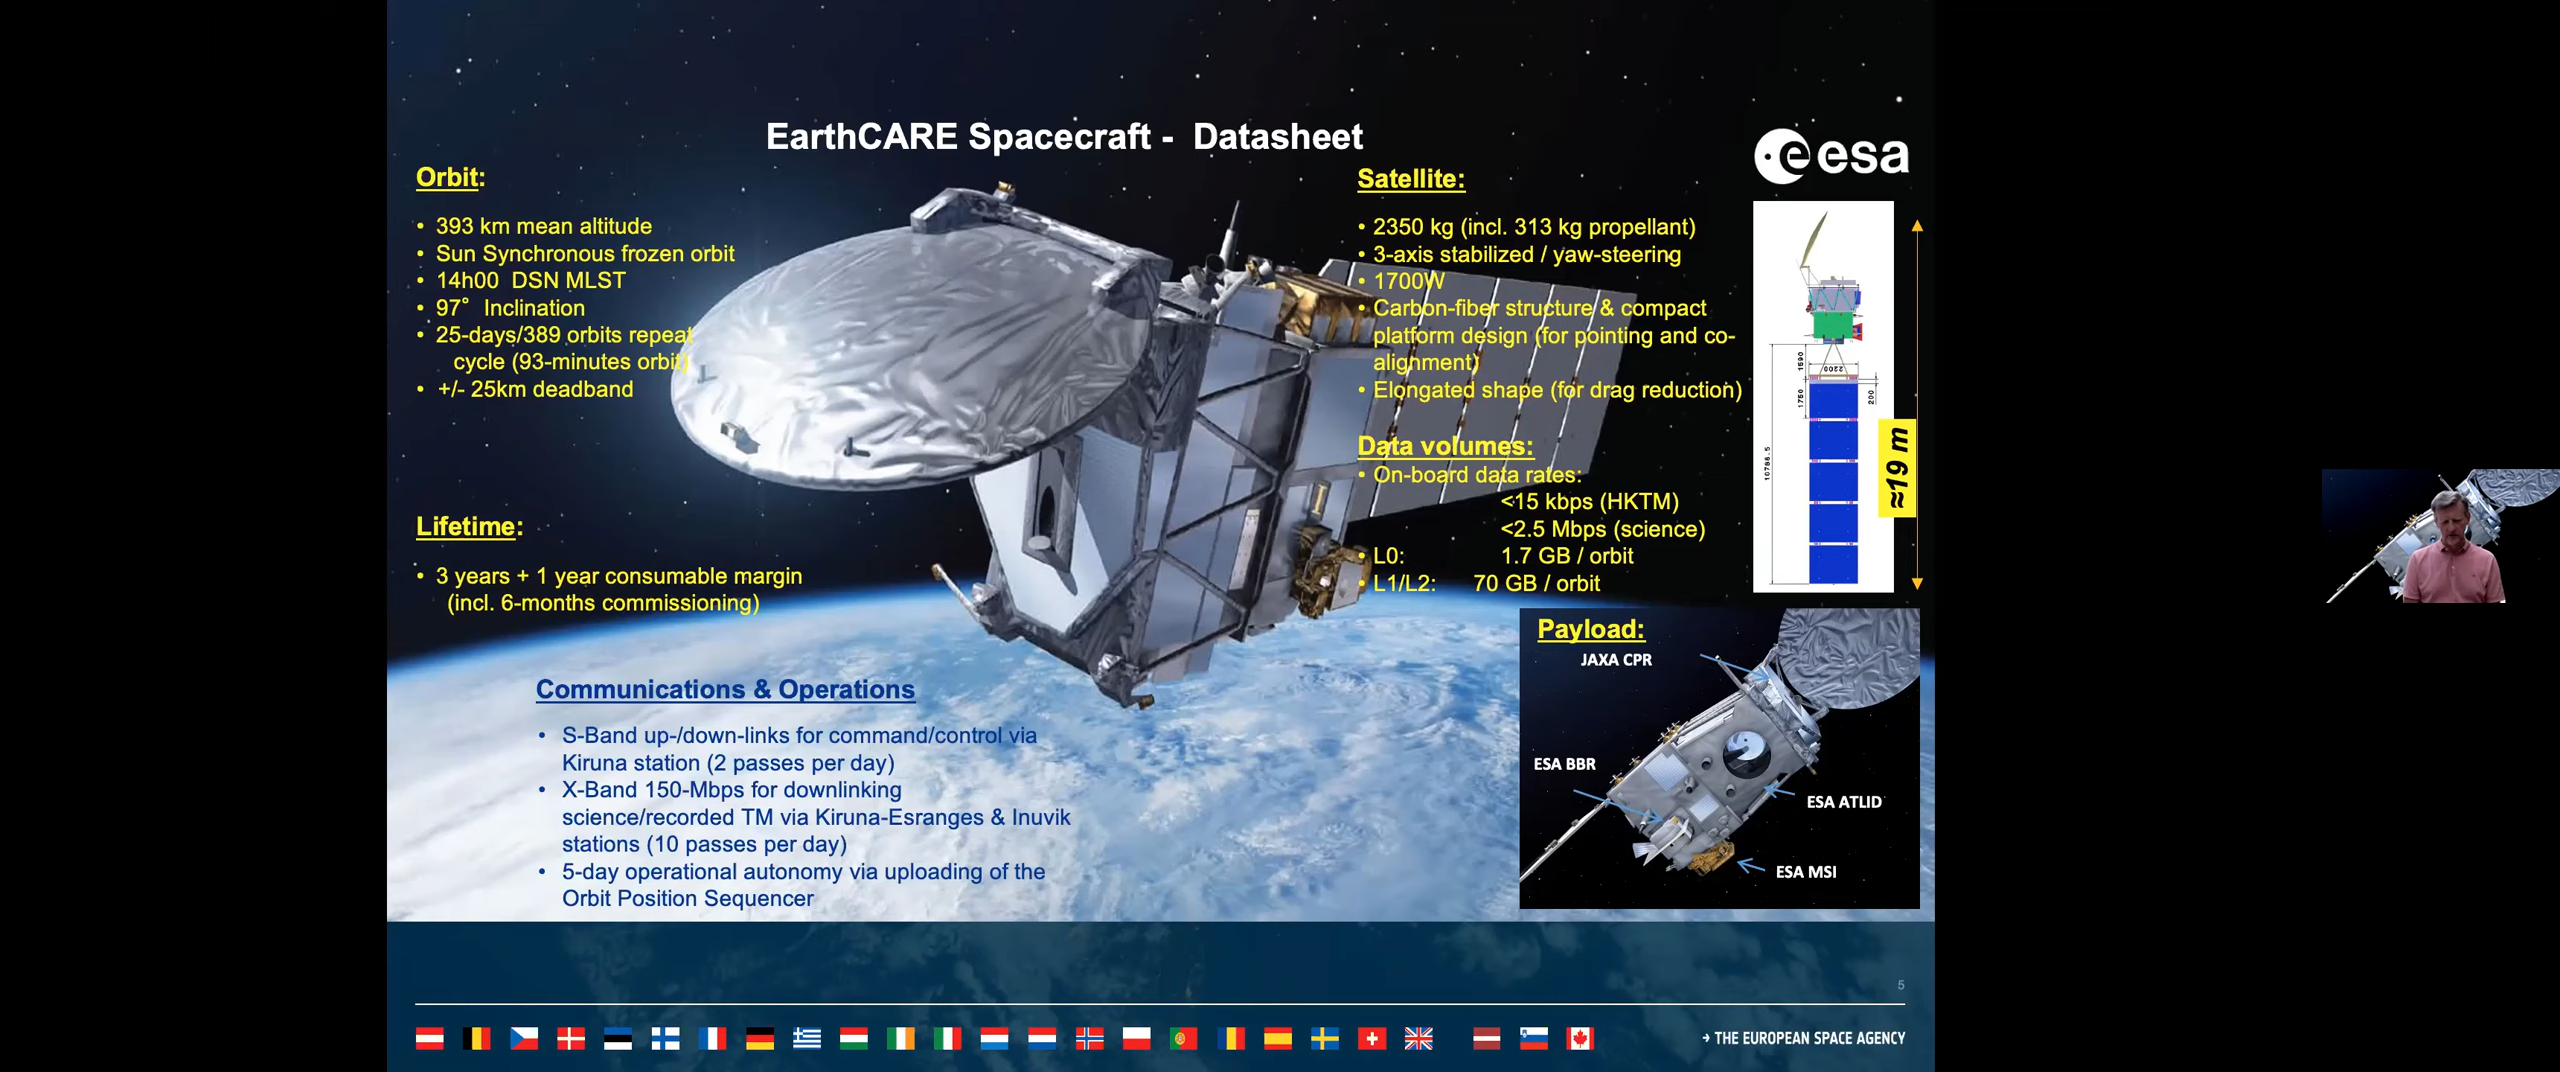 EarthCARE Spacecraft - Datasheet
esa
Orbit:
• 393 km mean altitude
• Sun Synchronous frozen orbit
• 14h00 DSN MLST
• 97° Inclination
• 25-days/389 orbits repeat
cycle (93-minutes orbit)
• +/- 25km deadband
Lifetime:
• 3 years + 1 year consumable margin
(incl. 6-months commissioning)
Communications & Operations
• S-Band up-/down-links for command/control via
Kiruna station (2 passes per day)
• X-Band 150-Mbps for downlinking
science/recorded TM via Kiruna-Esranges & Inuvik
stations (10 passes per day)
• 5-day operational autonomy via uploading of the
Orbit Position Sequencer
Satellite:
• 2350 kg (incl. 313 kg propellant)
• 3-axis stabilized / yaw-steering
• 1700W
• Carbon-fiber structure & compact
platform design (for pointing and co-
alignment)
• Elongated shape (for drag reduction)
Data volumes:
• On-board data rates:
<15 kbps (HKTM)
<2.5 Mbps (science)
• L0: 1.7 GB / orbit
• L1/L2: 70 GB / orbit
1590
2200
1750
200
10786.5
≈19 m
Payload:
JAXA CPR
ESA BBR
ESA ATLID
ESA MSI
5
→ THE EUROPEAN SPACE AGENCY